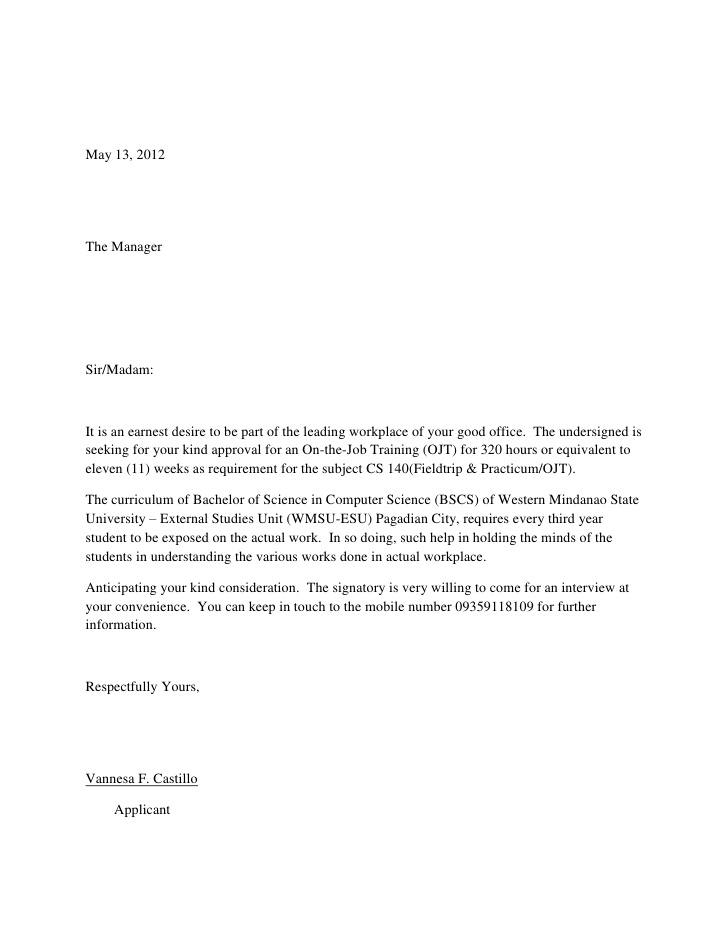 May 13, 2012
The Manager
Sir/Madam:
It is an earnest desire to be part of the leading workplace of your good office.  The undersigned is
seeking for your kind approval for an On-the-Job Training (OJT) for 320 hours or equivalent to
eleven (11) weeks as requirement for the subject CS 140(Fieldtrip & Practicum/OJT).
The curriculum of Bachelor of Science in Computer Science (BSCS) of Western Mindanao State
University – External Studies Unit (WMSU-ESU) Pagadian City, requires every third year
student to be exposed on the actual work.  In so doing, such help in holding the minds of the
students in understanding the various works done in actual workplace.
Anticipating your kind consideration.  The signatory is very willing to come for an interview at
your convenience.  You can keep in touch to the mobile number 09359118109 for further
information.
Respectfully Yours,
Vannesa F. Castillo
Applicant